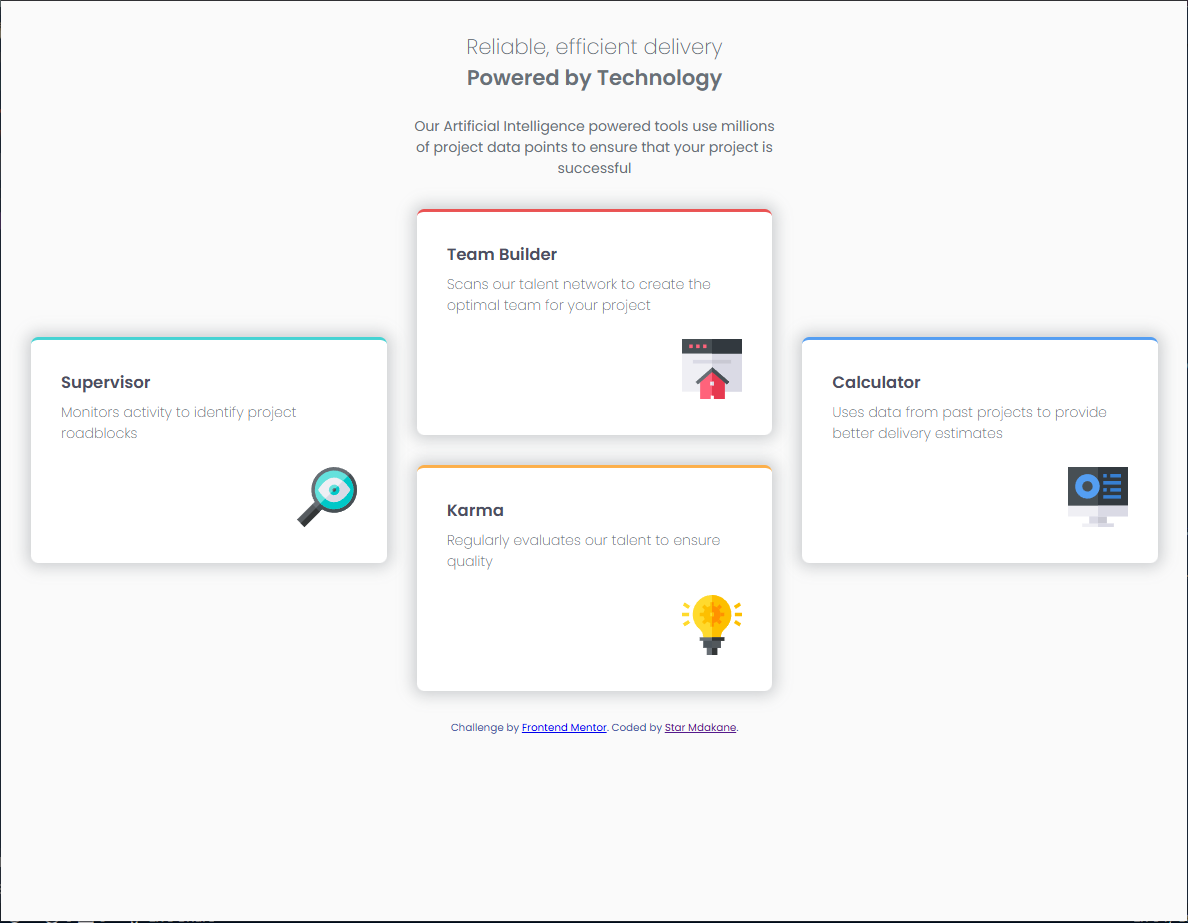 Reliable, efficient delivery
Powered by Technology
Our Artificial Intelligence powered tools use millions
of project data points to ensure that your project is
successful
Supervisor
Monitors activity to identify project
roadblocks
Team Builder
Scans our talent network to create the
optimal team for your project
Karma
Regularly evaluates our talent to ensure
quality
Calculator
Uses data from past projects to provide
better delivery estimates
Challenge by Frontend Mentor. Coded by Star Mdakane.